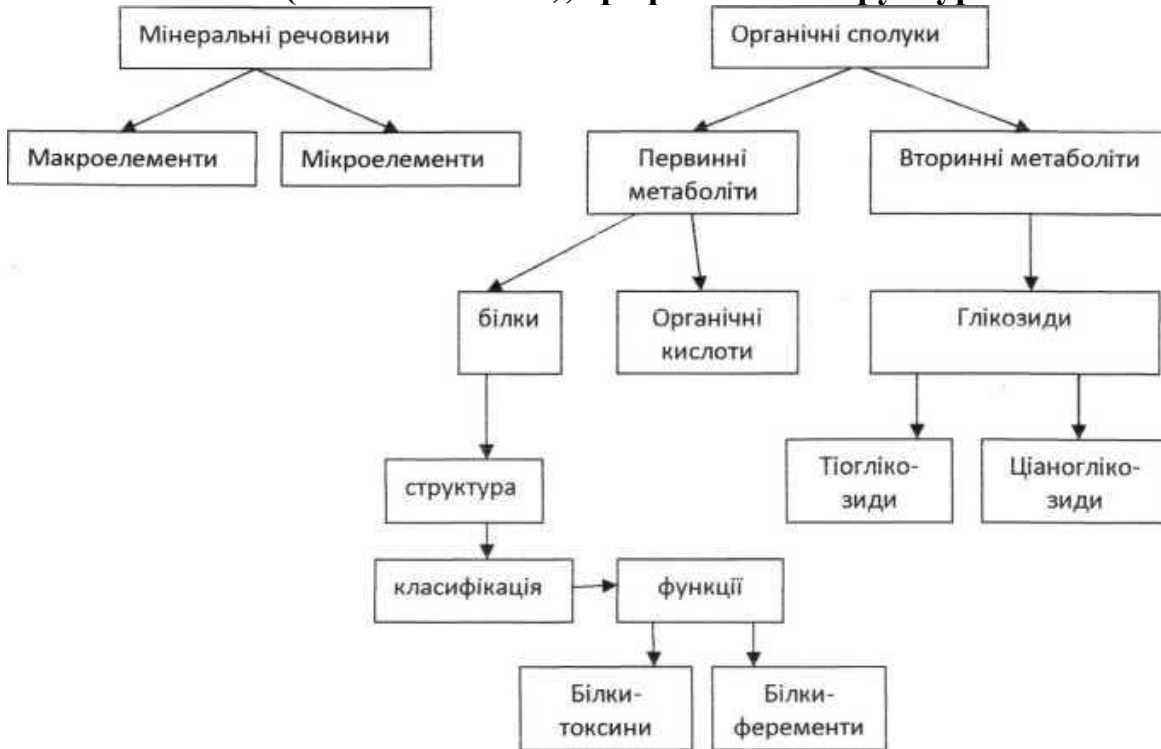 Мінеральні речовини
Органічні сполуки
Макроелементи
Мікроелементи
Первинні
метаболіти
Вторинні метаболіти
білки
Органічні
кислоти
Глікозиди
Тіогліко-
зиди
Ціаногліко-
зиди
структура
класифікація
функції
Білки-
токсини
Білки-
феременти